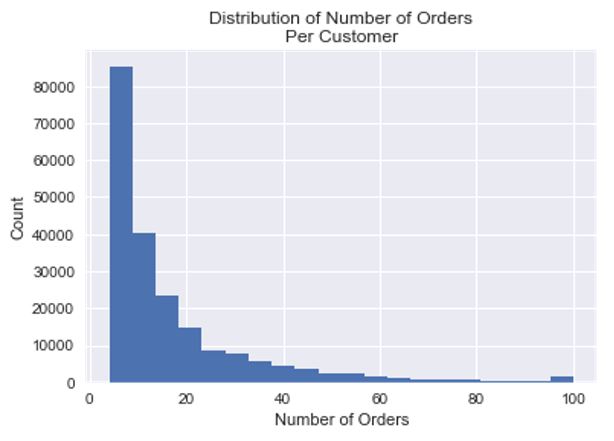 Distribution of Number of Orders
Per Customer
80000
70000
60000
50000
40000
30000
20000
10000
0
Count
0 20 40 60 80 100
Number of Orders